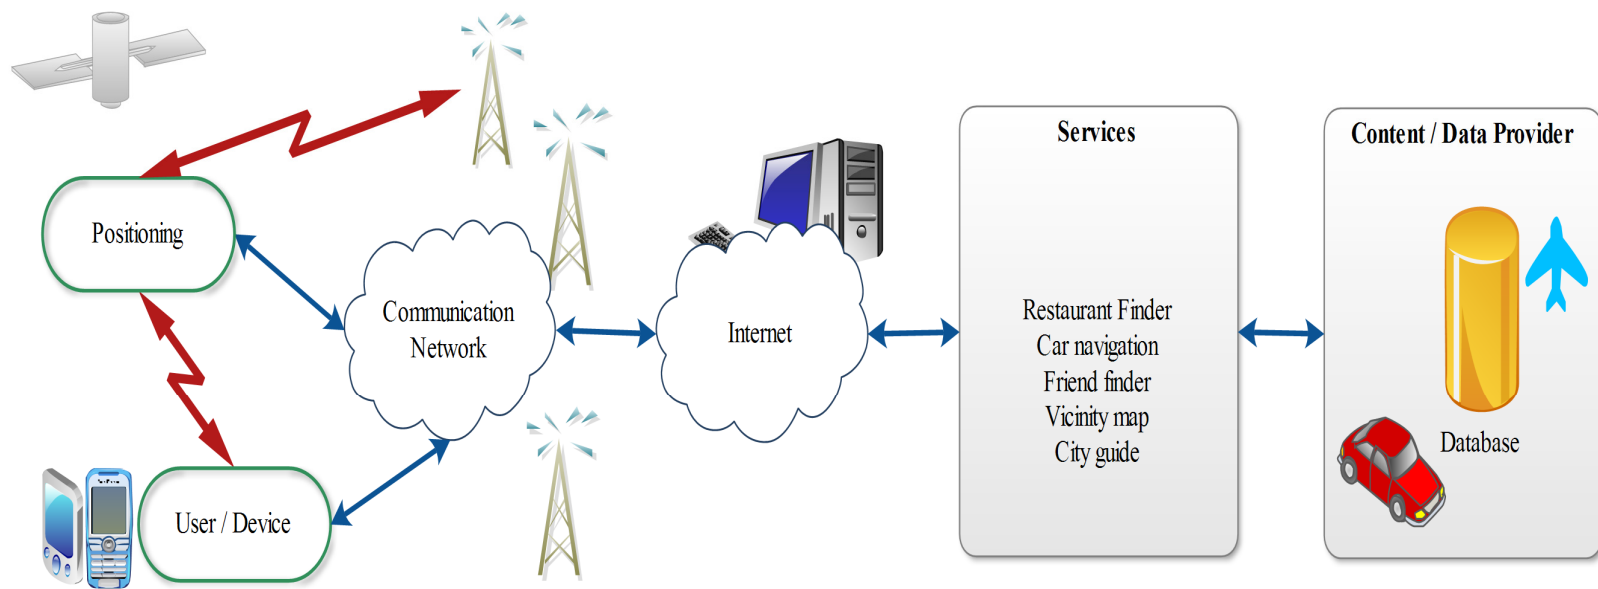 Services
Content / Data Provider
Positioning
Communication
Network
Internet
Restaurant Finder
Car navigation
Friend finder
Vicinity map
City guide
Database
User / Device